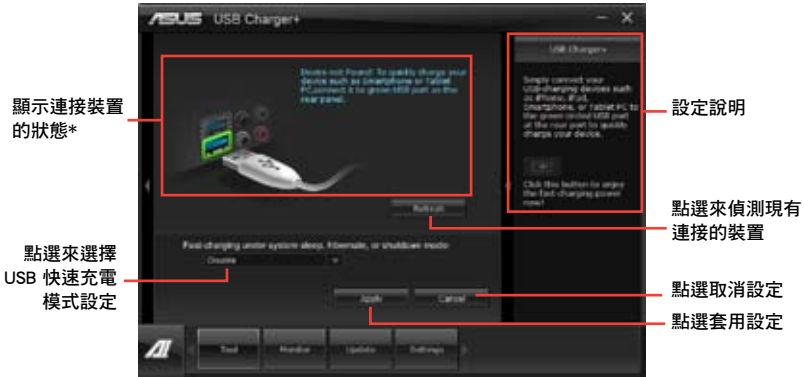 ASUS USB Charger+
Device not Found! To quickly charge your
device such as Smartphone or Tablet
PC,connect it to green USB port on the
rear panel.
USB Charger+
Simply connect your
USB-charging devices such
as iPhone, iPad,
Smartphone, or Tablet PC to
the green circled USB port
at the rear port to quickly
charge your device.
Click this button to enjoy
the fast-charging power
now!
Refresh
Fast-charging under system sleep, hibernate, or shutdown mode:
Disable
Apply
Cancel
Tool
Monitor
Update
Settings
顯示連接裝置
的狀態*
點選來選擇
USB 快速充電
模式設定
設定說明
點選來偵測現有
連接的裝置
點選取消設定
點選套用設定